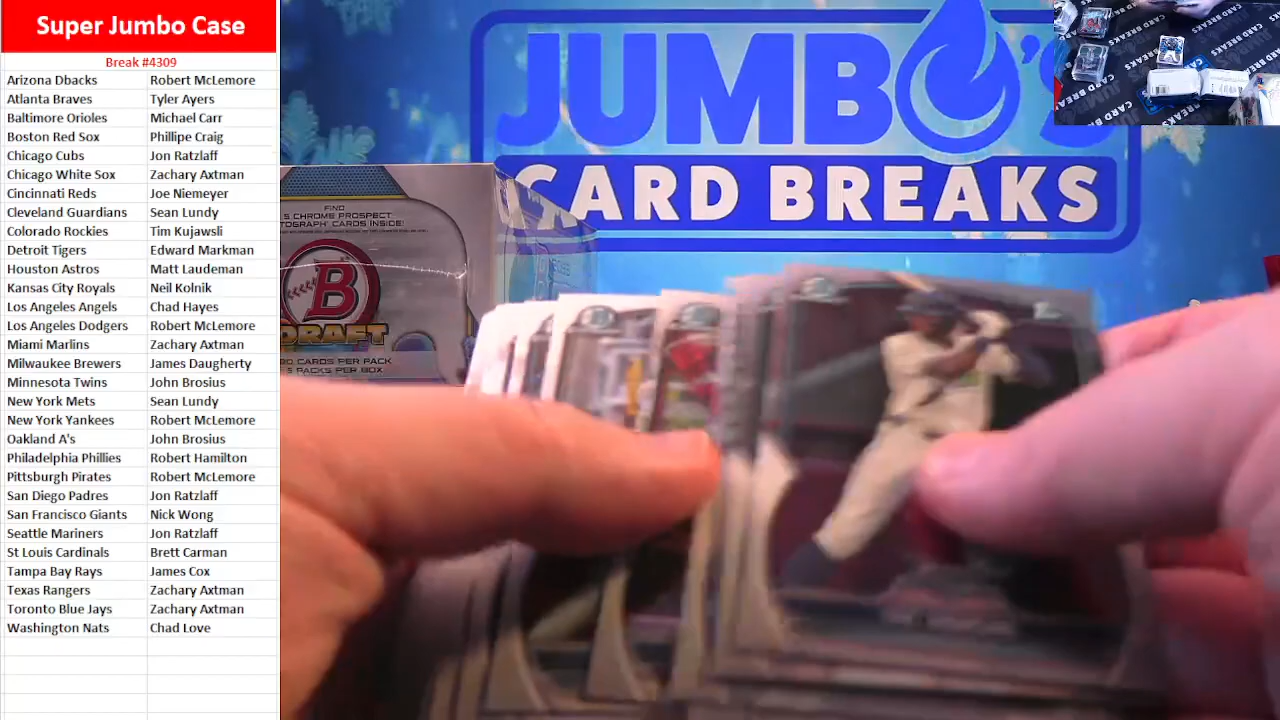 Super Jumbo Case
Break #4309
Arizona Dbacks Robert McLemore
Atlanta Braves Tyler Ayers
Baltimore Orioles Michael Carr
Boston Red Sox Phillipe Craig
Chicago Cubs Jon Ratzlaff
Chicago White Sox Zachary Axtman
Cincinnati Reds Joe Niemeyer
Cleveland Guardians Sean Lundy
Colorado Rockies Tim Kujawsli
Detroit Tigers Edward Markman
Houston Astros Matt Laudeman
Kansas City Royals Neil Kolnik
Los Angeles Angels Chad Hayes
Los Angeles Dodgers Robert McLemore
Miami Marlins Zachary Axtman
Milwaukee Brewers James Daugherty
Minnesota Twins John Brosius
New York Mets Sean Lundy
New York Yankees Robert McLemore
Oakland A's John Brosius
Philadelphia Phillies Robert Hamilton
Pittsburgh Pirates Robert McLemore
San Diego Padres Jon Ratzlaff
San Francisco Giants Nick Wong
Seattle Mariners Jon Ratzlaff
St Louis Cardinals Brett Carman
Tampa Bay Rays James Cox
Texas Rangers Zachary Axtman
Toronto Blue Jays Zachary Axtman
Washington Nats Chad Love
JUMBO'S
CARD BREAKS
FIND
5 CHROME PROSPECT
AUTOGRAPH CARDS INSIDE!
B
DRAFT
CARDS PER PACK
PACKS PER BOX
CARD BREAKS